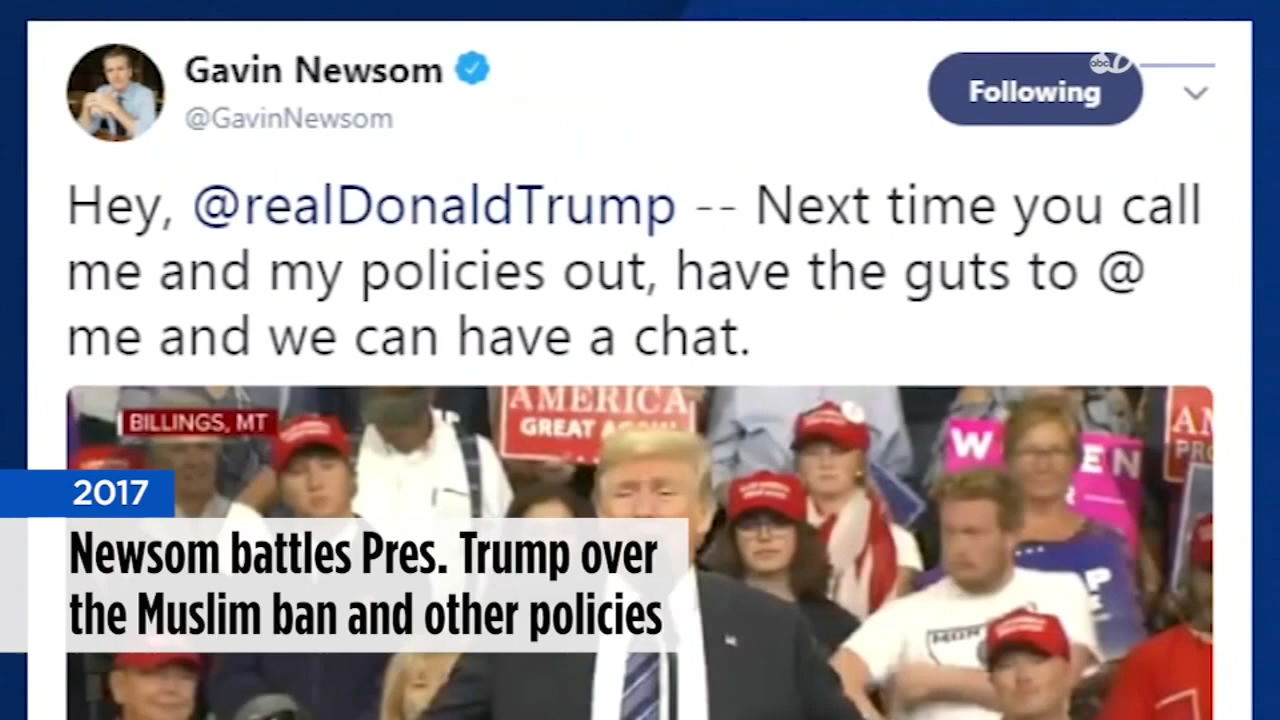 Gavin Newsom
@GavinNewsom
Following
abc
Hey, @realDonaldTrump -- Next time you call
me and my policies out, have the guts to @
me and we can have a chat.
BILLINGS, MT
AMERICA
GREAT
W
EN
2017
Newsom battles Pres. Trump over
the Muslim ban and other policies